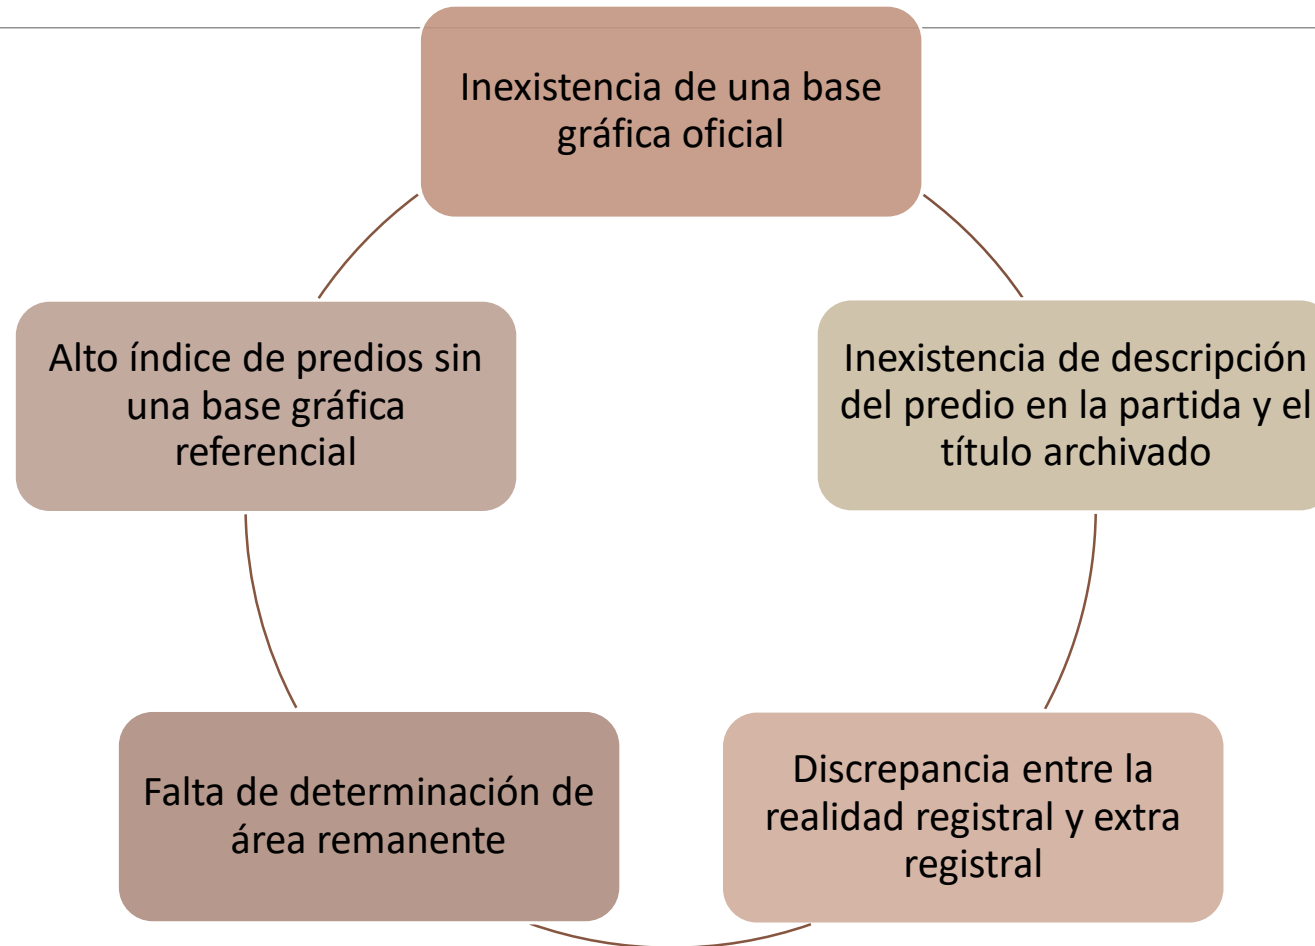 Inexistencia de una base
gráfica oficial
Alto índice de predios sin
una base gráfica
referencial
Inexistencia de descripción
del predio en la partida y el
título archivado
Falta de determinación de
área remanente
Discrepancia entre la
realidad registral y extra
registral